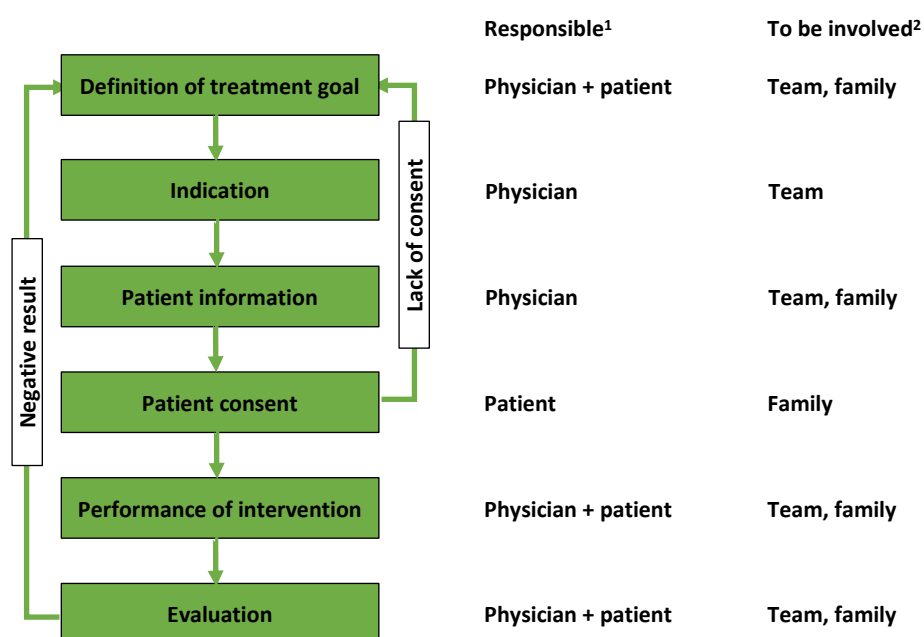 Responsible¹ To be involved²
Definition of treatment goal Physician + patient Team, family
Indication Physician Team
Lack of consent
Patient information Physician Team, family
Negative result
Patient consent Patient Family
Performance of intervention Physician + patient Team, family
Evaluation Physician + patient Team, family